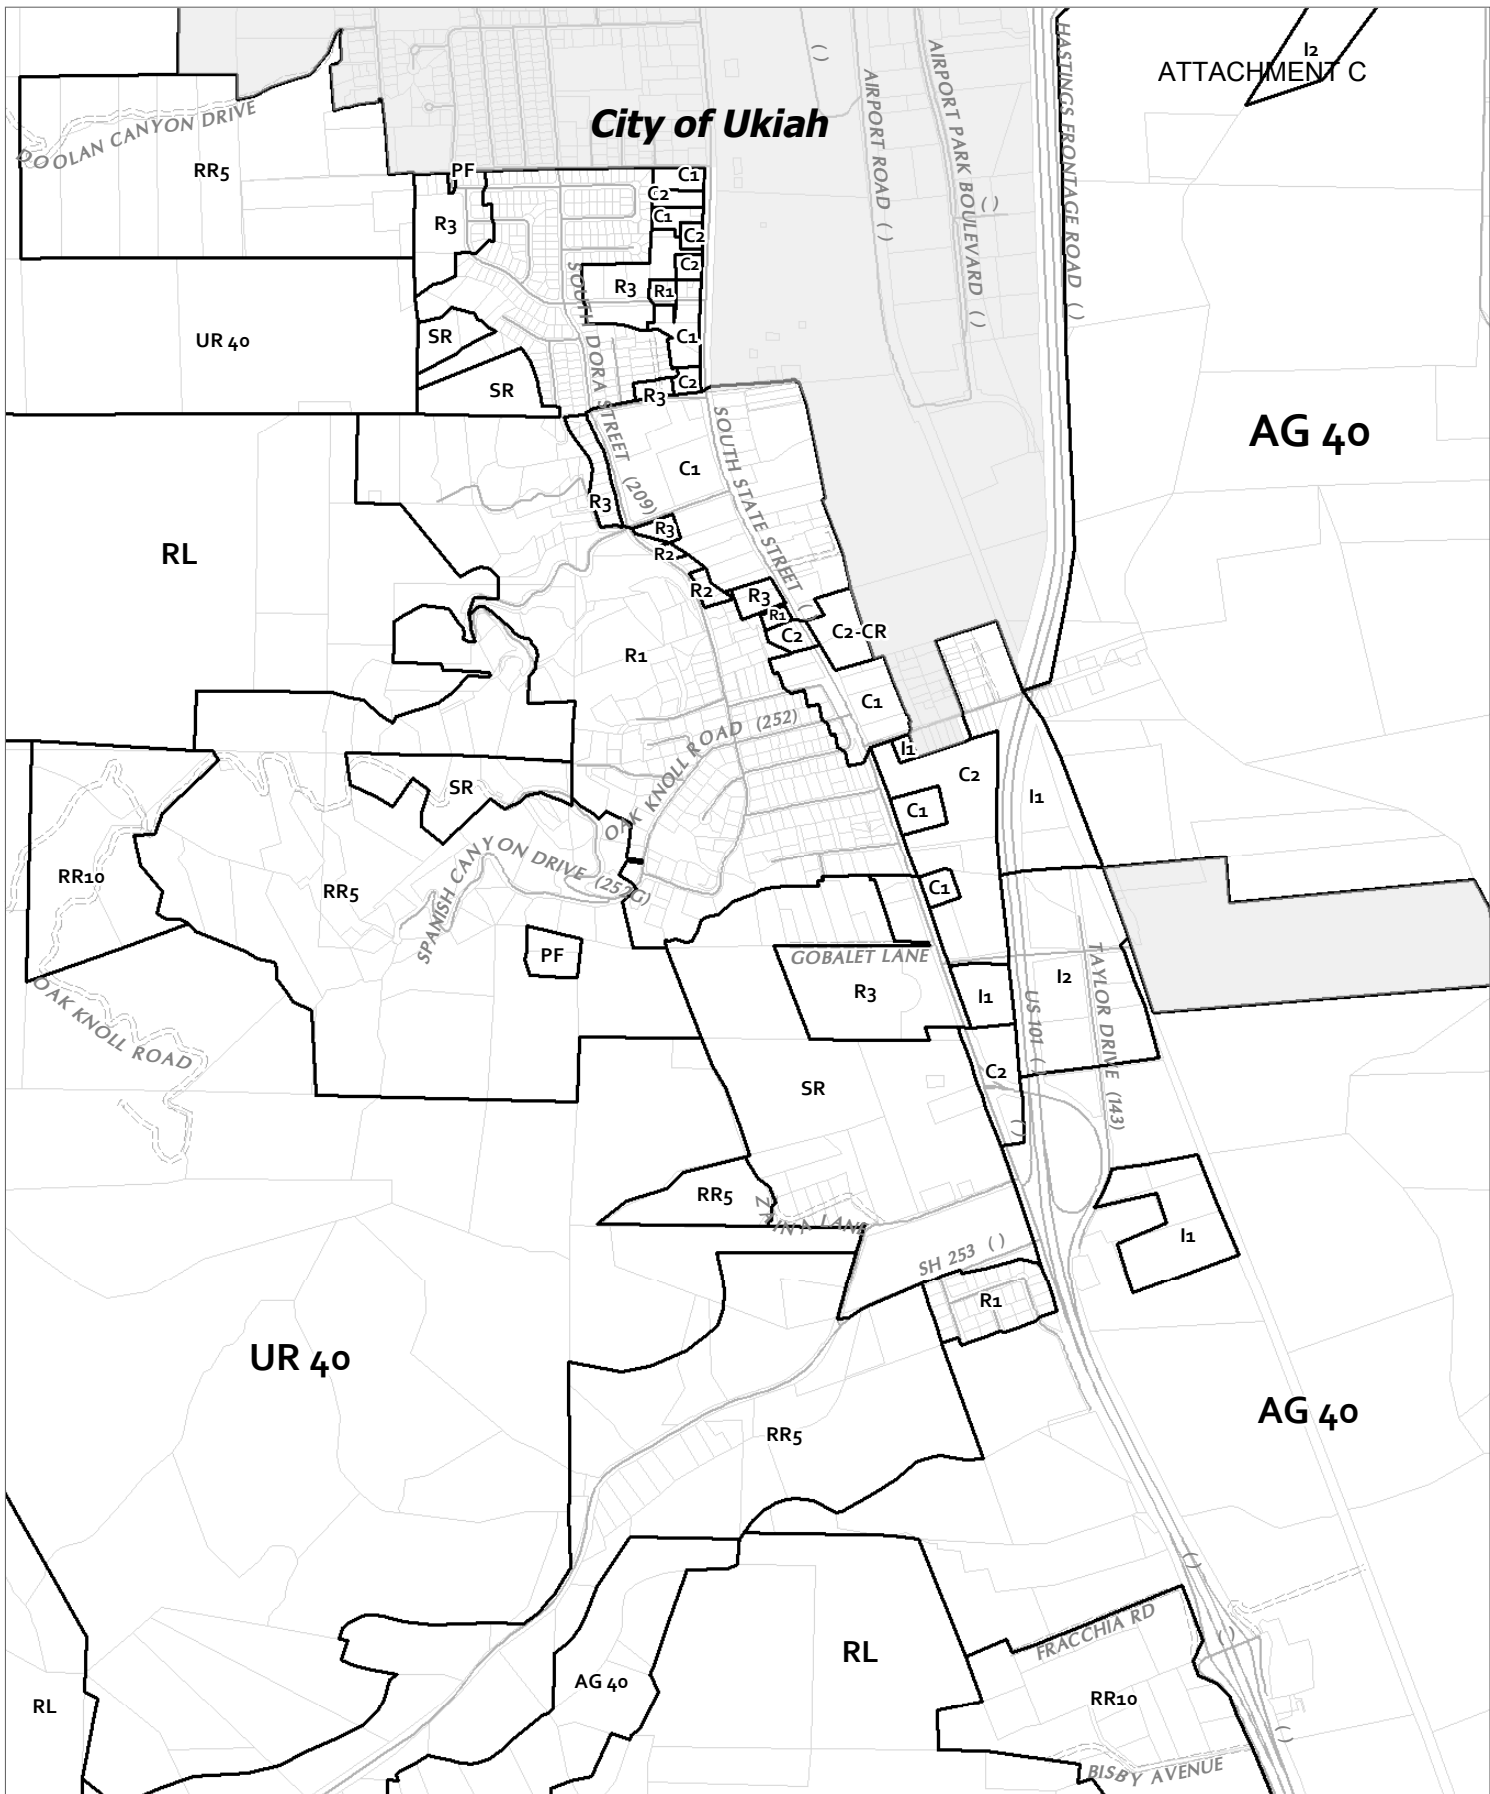 I2
ATTACHMENT C
City of Ukiah
HASTINGS FRONTAGE ROAD ( )
AIRPORT PARK BOULEVARD ( )
( )
AIRPORT ROAD ( )
( )
DOOLAN CANYON DRIVE
RR5
PF
C1
C2
C1
R3
C2
C2
R3
R1
SOUTH DORA STREET (209)
UR 40
SR
C1
SR
C2
R3
AG 40
SOUTH STATE STREET ( )
C1
R3
R3
RL
R2
R2
R3
R1
C2
C2-CR
R1
C1
OAK KNOLL ROAD (252)
I1
C2
SR
I1
C1
SPANISH CANYON DRIVE (252G)
RR10
RR5
C1
PF
GOBALET LANE
TAYLOR DRIVE (143)
I2
R3
I1
US 101 ( )
OAK KNOLL ROAD
C2
SR
( )
RR5
ZAINA LANE
I1
SH 253 ( )
R1
UR 40
AG 40
RR5
( )
FRACCHIA RD
( )
RL
AG 40
RR10
RL
( )
BISBY AVENUE